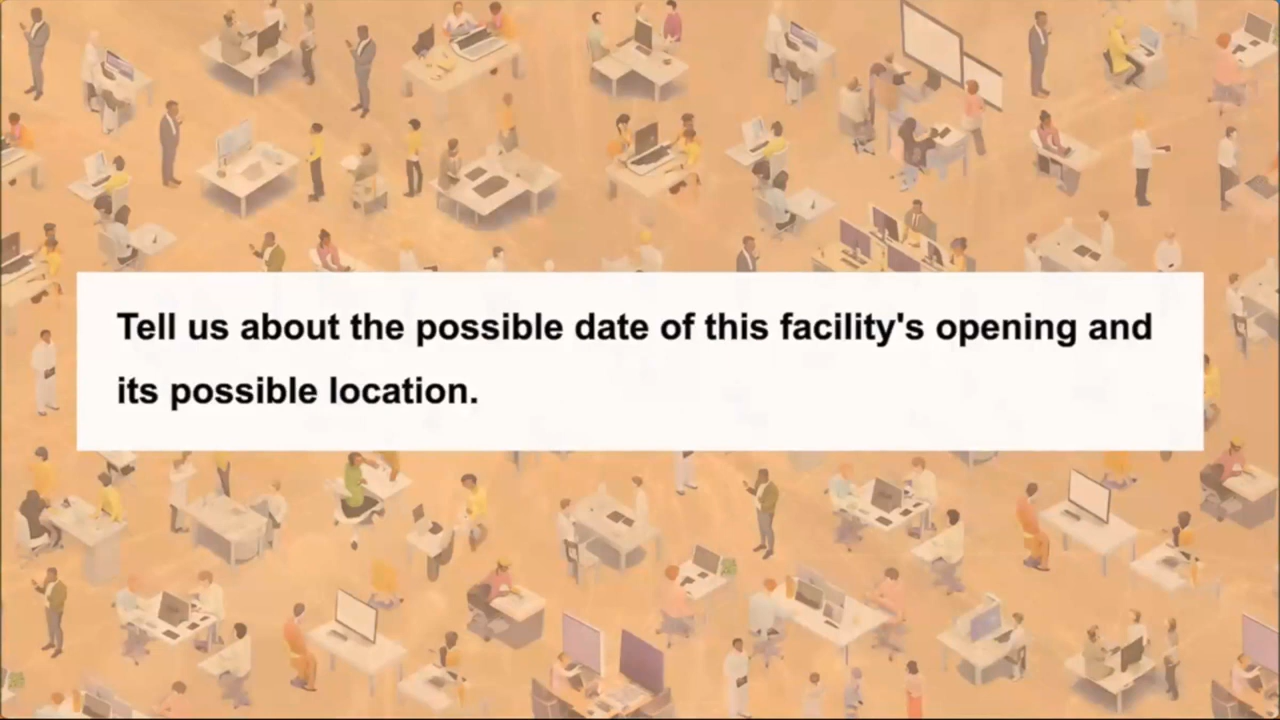 Tell us about the possible date of this facility's opening and
its possible location.